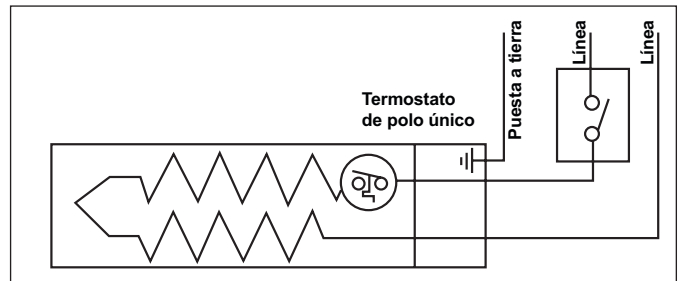 Termostato
de polo único
Puesta a tierra
Línea
Línea